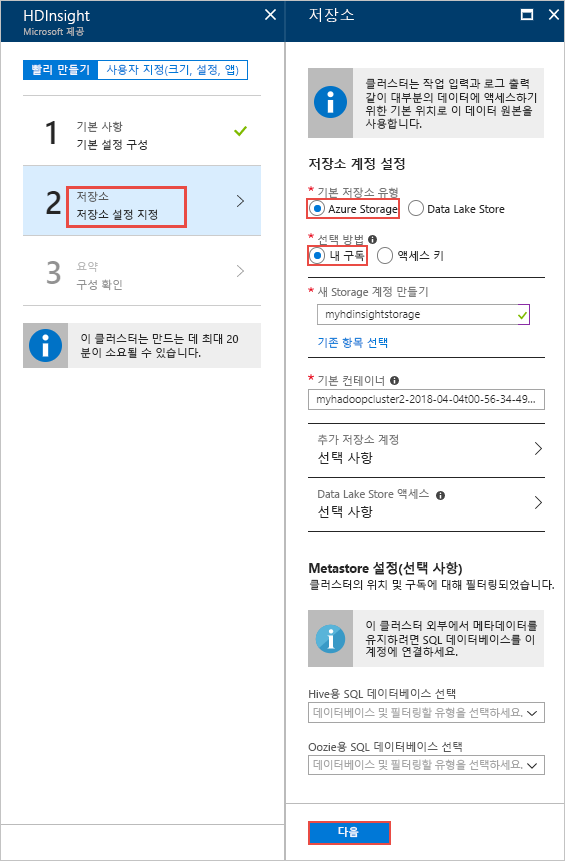 HDInsight
Microsoft 제공
빨리 만들기
사용자 지정(크기, 설정, 앱)
1
기본 사항
기본 설정 구성
2
저장소
저장소 설정 지정
3
요약
구성 확인
이 클러스터는 만드는 데 최대 20
분이 소요될 수 있습니다.
저장소
클러스터는 작업 입력과 로그 출력
같이 대부분의 데이터에 액세스하기
위한 기본 위치로 이 데이터 원본을
사용합니다.
저장소 계정 설정
* 기본 저장소 유형
Azure Storage
Data Lake Store
* 선택 방법
내 구독
액세스 키
* 새 Storage 계정 만들기
myhdinsightstorage
기존 항목 선택
* 기본 컨테이너
myhadoopcluster2-2018-04-04t00-56-34-49...
추가 저장소 계정
선택 사항
Data Lake Store 액세스
선택 사항
Metastore 설정(선택 사항)
클러스터의 위치 및 구독에 대해 필터링되었습니다.
이 클러스터 외부에서 메타데이터를
유지하려면 SQL 데이터베이스를 이
계정에 연결하세요.
Hive용 SQL 데이터베이스 선택
데이터베이스 및 필터링할 유형을 선택하세요.
Oozie용 SQL 데이터베이스 선택
데이터베이스 및 필터링할 유형을 선택하세요.
다음